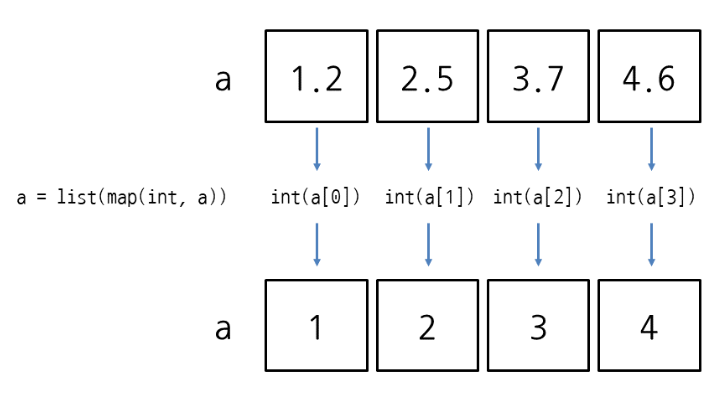 a 1.2 2.5 3.7 4.6
a = list(map(int, a)) int(a[0]) int(a[1]) int(a[2]) int(a[3])
a 1 2 3 4